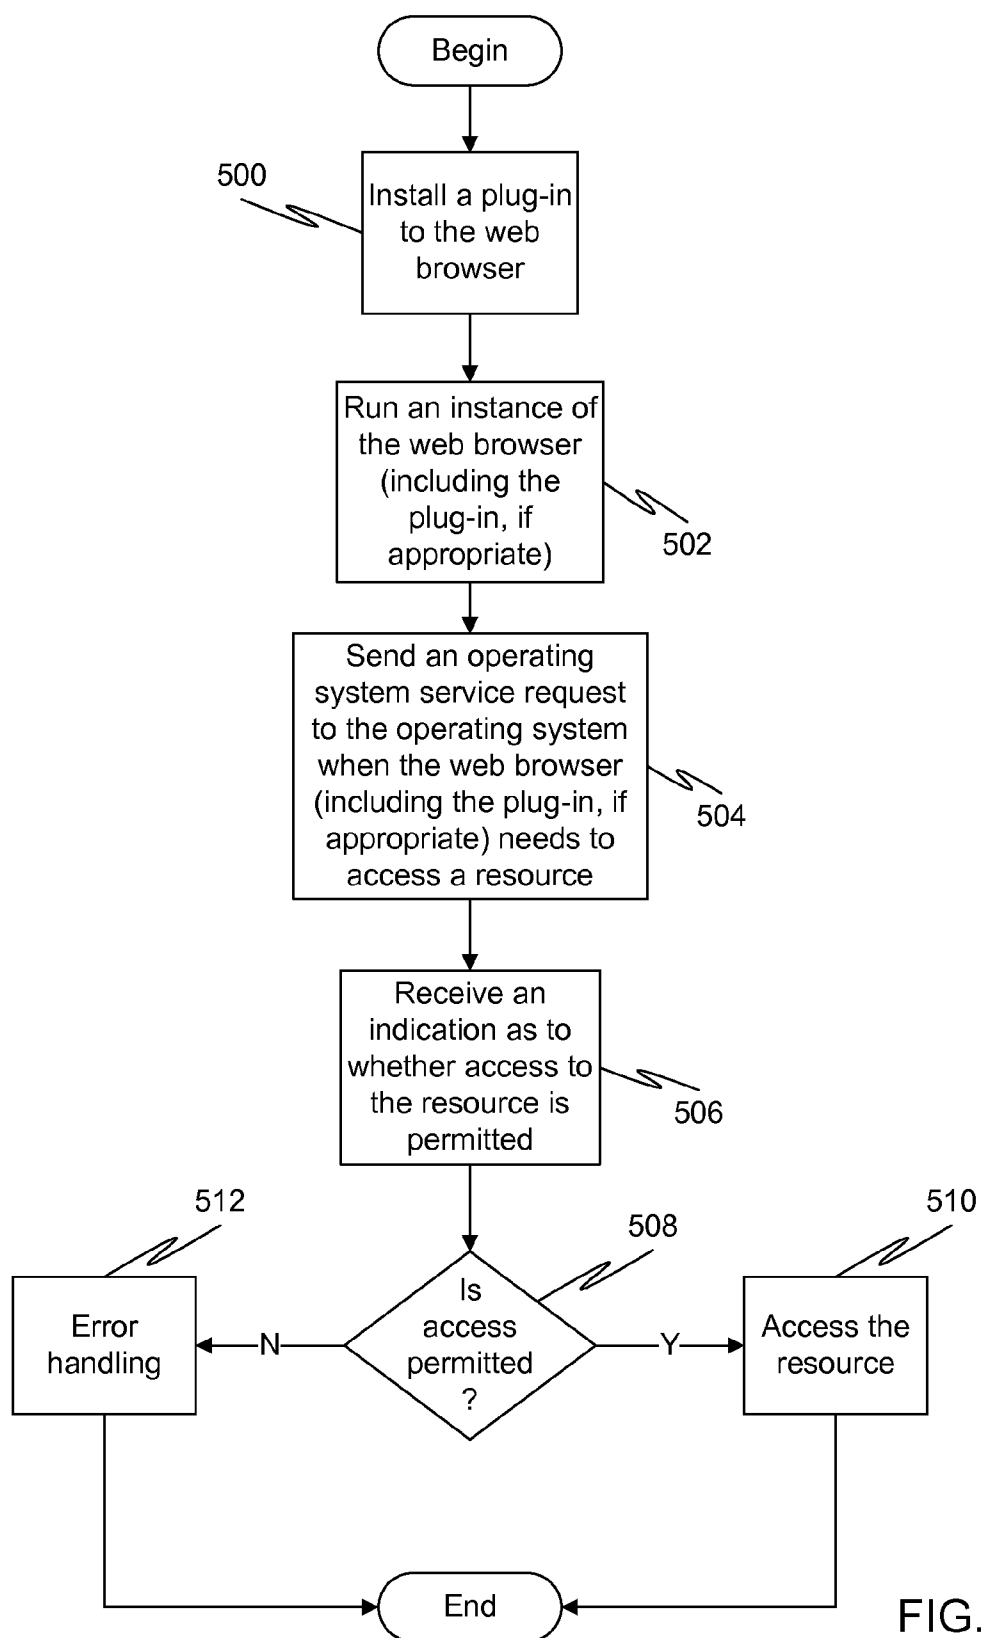 Begin
500
Install a plug-in
to the web
browser
Run an instance of
the web browser
(including the
plug-in, if
appropriate)
502
Send an operating
system service request
to the operating system
when the web browser
(including the plug-in, if
appropriate) needs to
access a resource
504
Receive an
indication as to
whether access to
the resource is
permitted
506
512
508
510
Error
handling
N
Is
access
permitted
?
Y
Access the
resource
End
FIG.